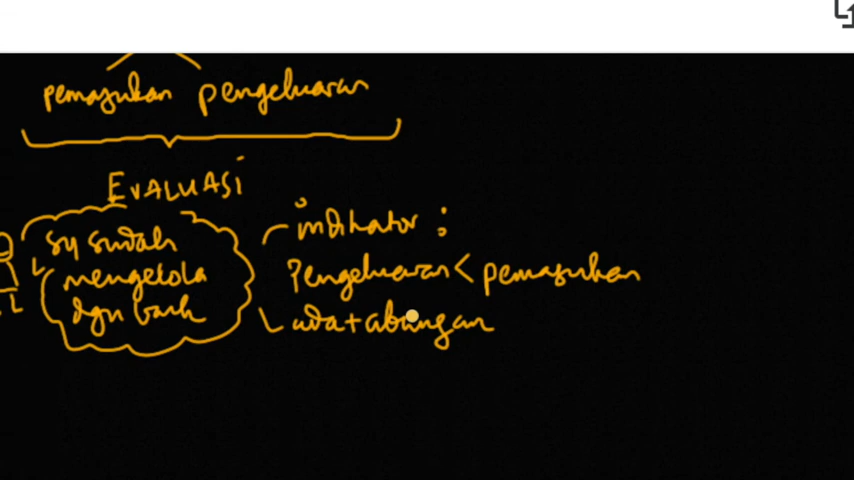 pemasukan pengeluaran
EVALUASi
sy sudah
mengelola
dgn baik
indikator :
Pengeluaran < pemasukan
ada tabungan